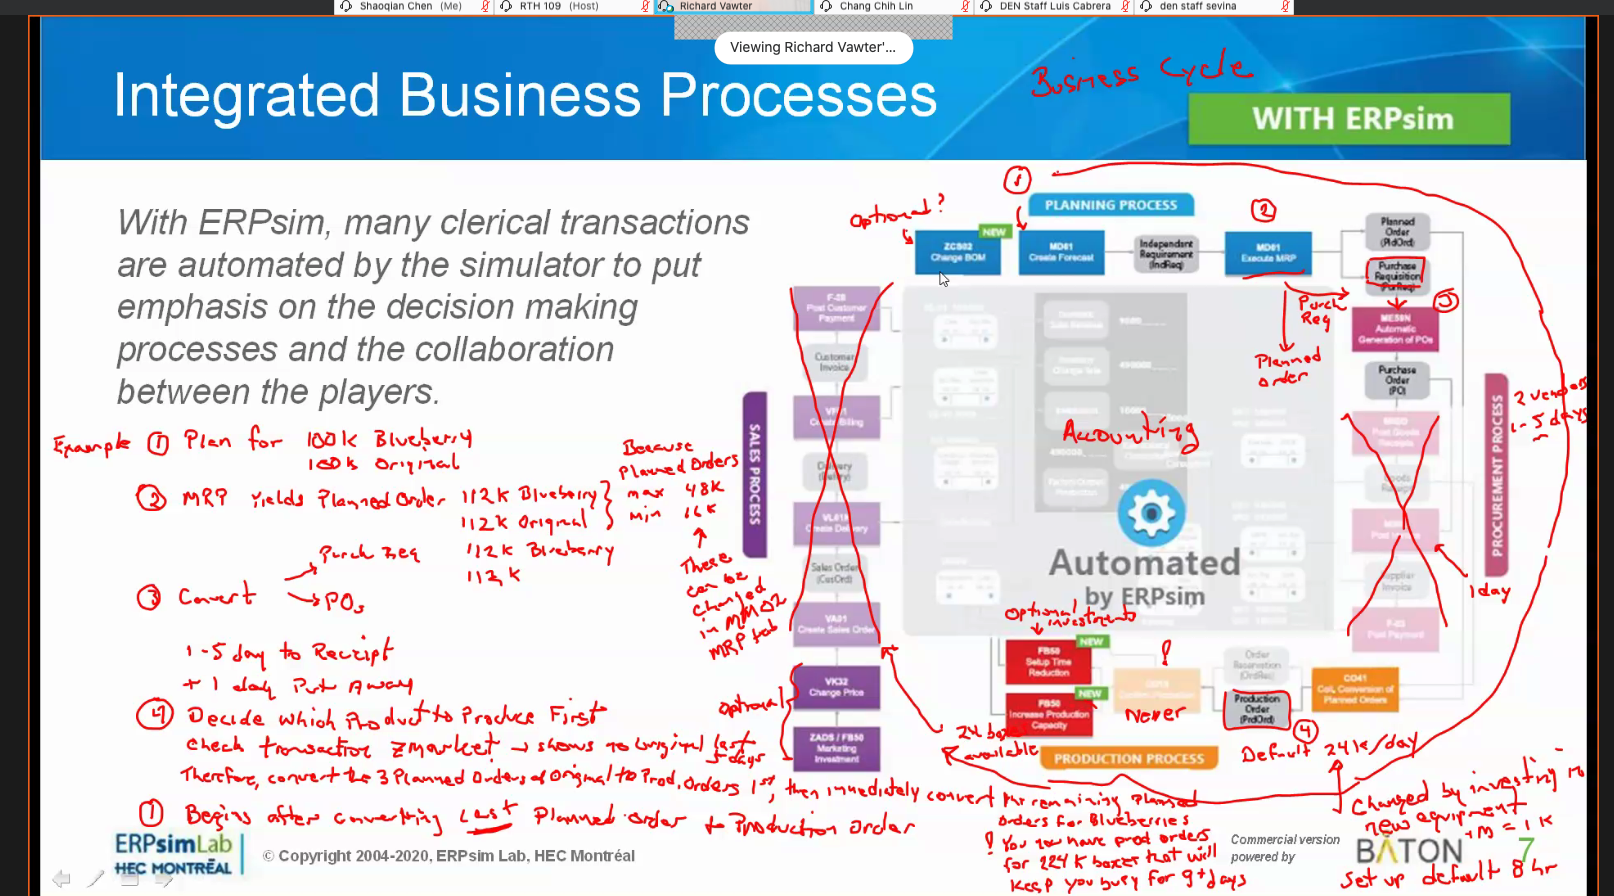 Shaoqian Chen (Me)
RTH 109 (Host)
Richard Vawter
Chang Chih Lin
DEN Staff Luis Cabrera
den staff sevina
Viewing Richard Vawter'...
Integrated Business Processes
Business Cycle
WITH ERPsim
With ERPsim, many clerical transactions
are automated by the simulator to put
emphasis on the decision making
processes and the collaboration
between the players.
1
PLANNING PROCESS
2
optional?
NEW
ZCS02
Change BOM
MD61
Create Forecast
Independent
Requirement
(IndReq)
MD01
Execute MRP
Planned
Order
(PldOrd)
Purchase
Requisition
(PurReq)
Purch
Req
Planned
order
3
ME59N
Automatic
Generation of POs
Purchase
Order
(PO)
PROCUREMENT PROCESS
2 vendors
1-5 days
Post Goods
Receipts
Goods
Post
Supplier
Invoice
Post Payment
1 day
SALES PROCESS
F-28
Post Customer
Payment
Customer
Invoice
Create Billing
Delivery
Create Delivery
Sales Order
(CusOrd)
VA01
Create Sales Order
optional
VK32
Change Price
ZADS / FB50
Marketing
Investment
Accounting
Automated
by ERPsim
optional investments
FB50
Setup Time
Reduction
NEW
FB50
Increase Production
Capacity
NEW
!
Never
Order
Reservation
(OrdRes)
Production
Order
(PrdOrd)
4
CO41
Coll. Conversion of
Planned Orders
PRODUCTION PROCESS
24
available
Default 24k/day
Changed by investing in
new equipment
1M = 1K
set up default 8 hr
Example 1 Plan for 100k Blueberry
100k Original
2 MRP yields Planned Order 112k Blueberry
112k Original
112k Blueberry
112k
Because
Planned Orders
max 48k
min 16k
These
can be
changed
in MM02
MRP tab
3 Convert
Purch Req
POs
1-5 day to Receipt
+ 1 day Put Away
4 Decide which Product to Produce First
check transaction zmarket → shows no original last
5 days
Therefore, convert the 3 Planned Orders of Original to Prod. Orders 1st, then immediately convert the remaining planned
orders for Blueberries
1 Begins after converting Last Planned order to Production order
! You now have prod orders
for 224k boxes that will
keep you busy for 9+ days
ERPsimLab
HEC MONTRÉAL
© Copyright 2004-2020, ERPsim Lab, HEC Montréal
Commercial version
powered by
BATON
7